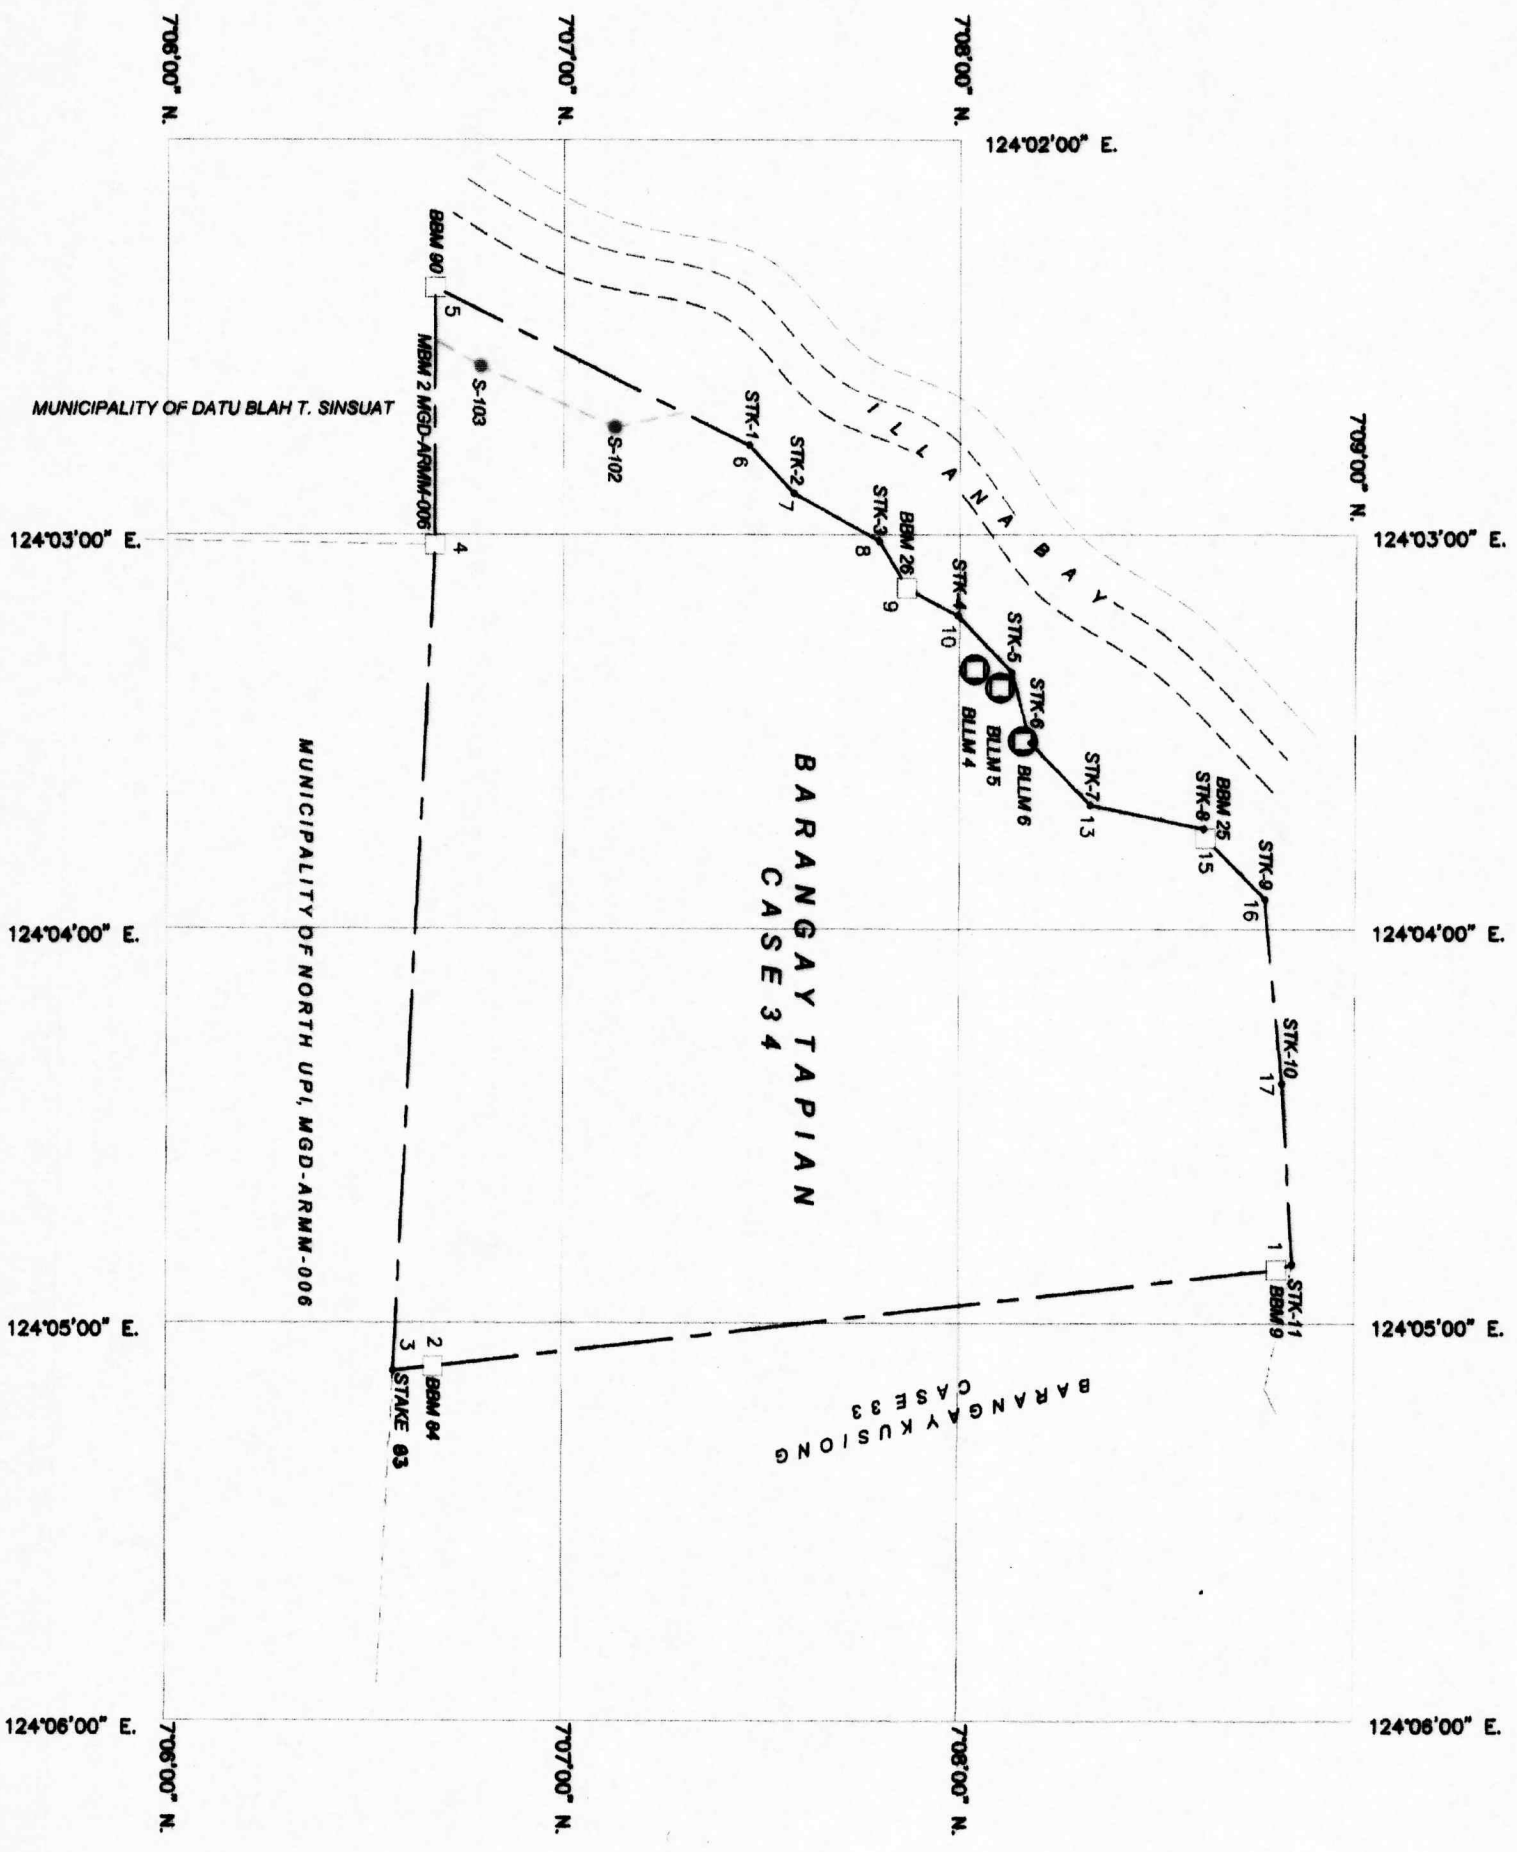 7°06'00" N.
7°07'00" N.
7°08'00" N.
124°02'00" E.
7°09'00" N.
124°03'00" E.
124°03'00" E.
124°04'00" E.
124°04'00" E.
124°05'00" E.
124°05'00" E.
124°06'00" E.
124°06'00" E.
7°06'00" N.
7°07'00" N.
7°08'00" N.
ILLANA BAY
BBM 90
5
MBM 2 MGD-ARMM-006
4
S-103
S-102
MUNICIPALITY OF DATU BLAH T. SINSUAT
STK-1
6
STK-2
7
STK-3
8
BBM 26
9
STK-4
10
STK-5
STK-6
BLLM 4
BLLM 5
BLLM 6
STK-7
13
BBM 25
STK-8
15
STK-9
16
STK-10
17
1
STK-11
BBM 9
BARANGAY TAPIAN
CASE 34
MUNICIPALITY OF NORTH UPI, MGD-ARMM-006
2
BBM 84
3
STAKE 83
BARANGAY KUSIONG
CASE 33